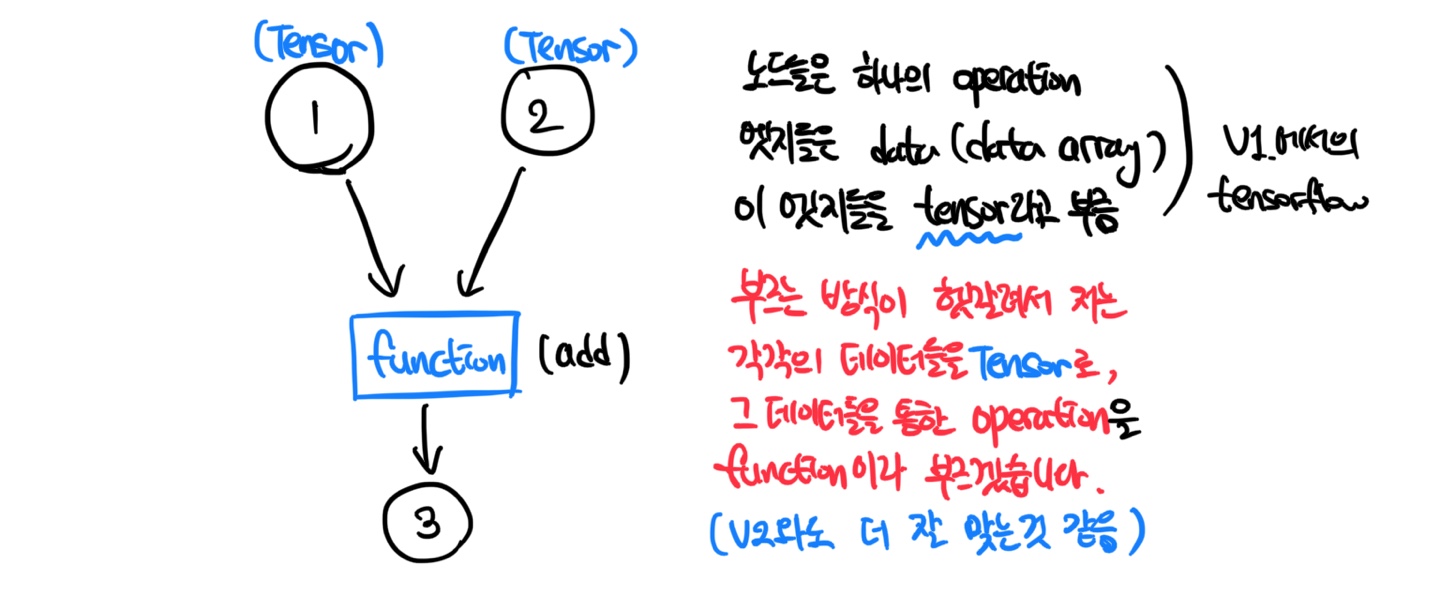 (Tensor)
(Tensor)
1
2
function
(add)
3
노드들은 하나의 operation
엣지들은 data (data array)
이 엣지들을 tensor라고 부름
V1.에서의
tensorflow
부르는 방식이 헷갈려서 저는
각각의 데이터들을 Tensor로,
그 데이터들을 통한 operation을
function이라 부르겠습니다.
(V2와도 더 잘 맞는것 같음)